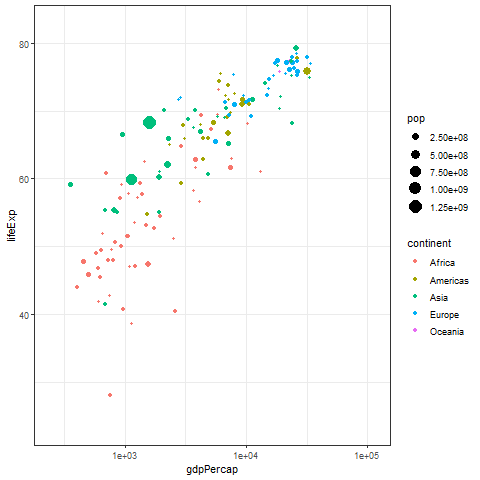 80
60
40
lifeExp
1e+03
1e+04
1e+05
gdpPercap
pop
2.50e+08
5.00e+08
7.50e+08
1.00e+09
1.25e+09
continent
Africa
Americas
Asia
Europe
Oceania